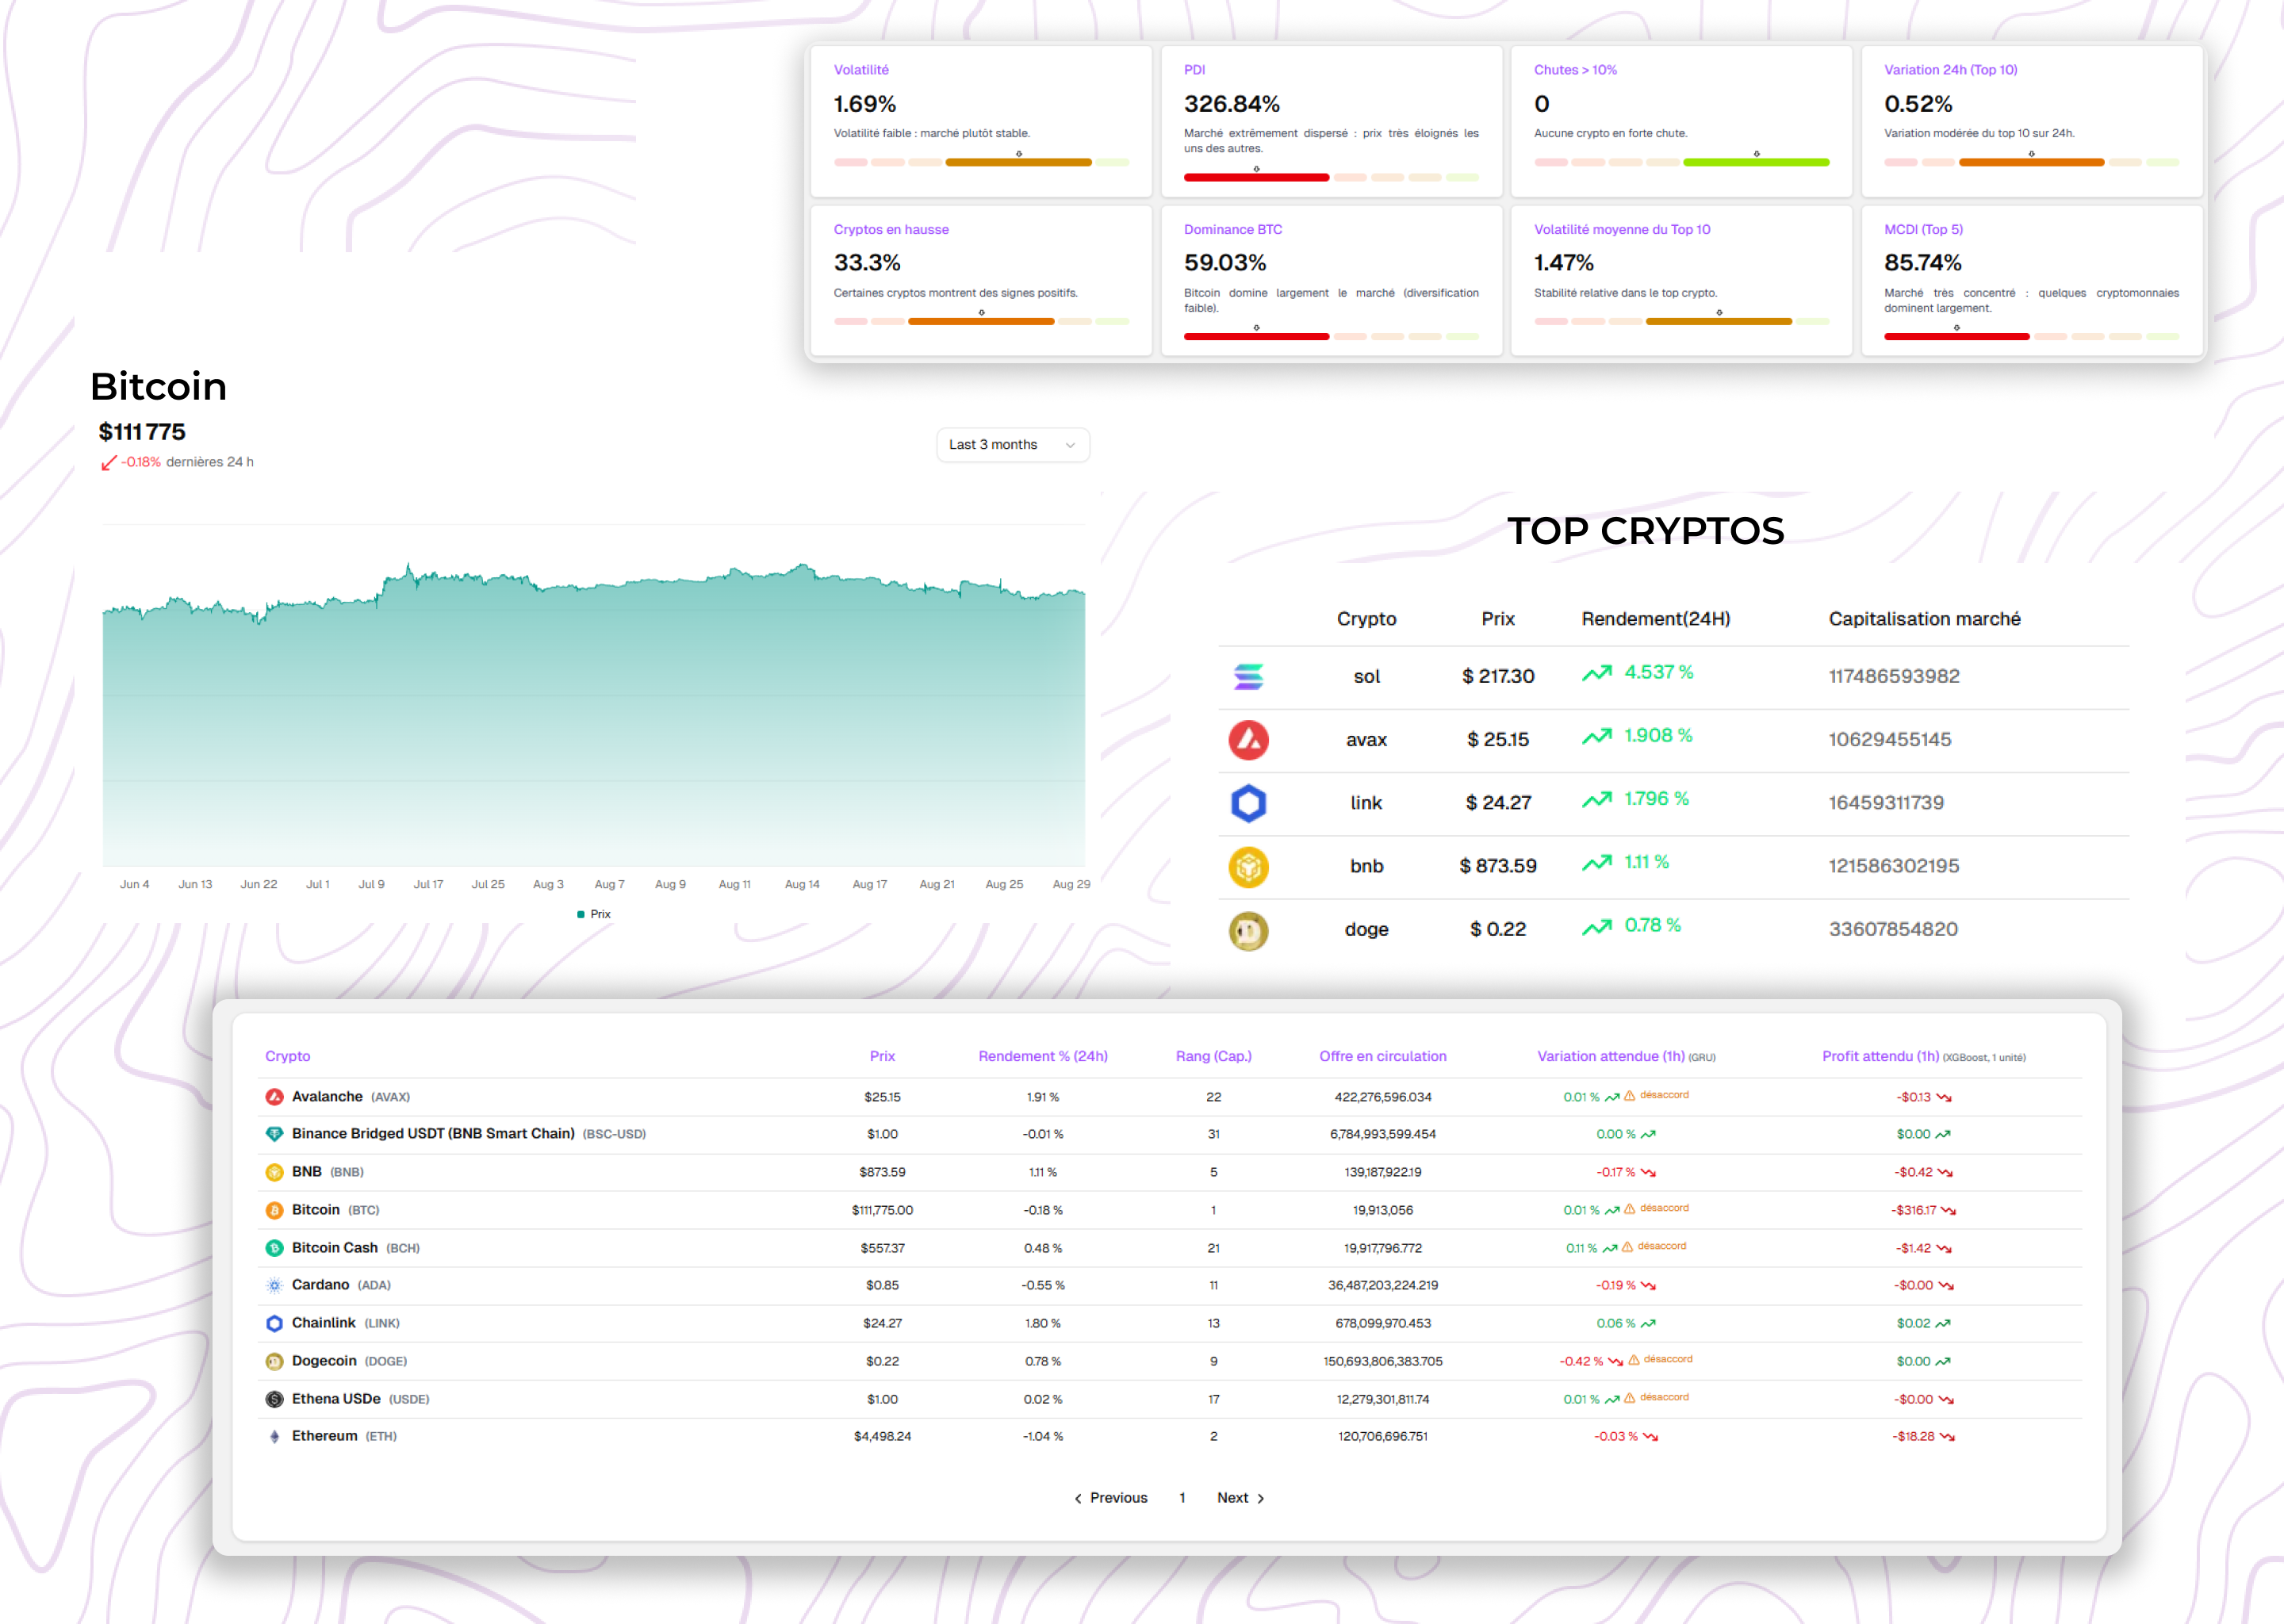 Volatilité
1.69%
Volatilité faible : marché plutôt stable.
PDI
326.84%
Marché extrêmement dispersé : prix très éloignés les
uns des autres.
Chutes > 10%
0
Aucune crypto en forte chute.
Variation 24h (Top 10)
0.52%
Variation modérée du top 10 sur 24h.
Cryptos en hausse
33.3%
Certaines cryptos montrent des signes positifs.
Dominance BTC
59.03%
Bitcoin domine largement le marché (diversification
faible).
Volatilité moyenne du Top 10
1.47%
Stabilité relative dans le top crypto.
MCDI (Top 5)
85.74%
Marché très concentré : quelques cryptomonnaies
dominent largement.
Bitcoin
$111 775
-0.18% dernières 24 h
Last 3 months
Jun 4 Jun 13 Jun 22 Jul 1 Jul 9 Jul 17 Jul 25 Aug 3 Aug 7 Aug 9 Aug 11 Aug 14 Aug 17 Aug 21 Aug 25 Aug 29
Prix
TOP CRYPTOS
Crypto Prix Rendement(24H) Capitalisation marché
sol $ 217.30 4.537 % 117486593982
avax $ 25.15 1.908 % 10629455145
link $ 24.27 1.796 % 16459311739
bnb $ 873.59 1.11 % 121586302195
doge $ 0.22 0.78 % 33607854820
Crypto Prix Rendement % (24h) Rang (Cap.) Offre en circulation Variation attendue (1h) (GRU) Profit attendu (1h) (XGBoost, 1 unité)
Avalanche (AVAX) $25.15 1.91 % 22 422,276,596.034 0.01 % désaccord -$0.13
Binance Bridged USDT (BNB Smart Chain) (BSC-USD) $1.00 -0.01 % 31 6,784,993,599.454 0.00 % $0.00
BNB (BNB) $873.59 1.11 % 5 139,187,922.19 -0.17 % -$0.42
Bitcoin (BTC) $111,775.00 -0.18 % 1 19,913,056 0.01 % désaccord -$316.17
Bitcoin Cash (BCH) $557.37 0.48 % 21 19,917,796.772 0.11 % désaccord -$1.42
Cardano (ADA) $0.85 -0.55 % 11 36,487,203,224.219 -0.19 % -$0.00
Chainlink (LINK) $24.27 1.80 % 13 678,099,970.453 0.06 % $0.02
Dogecoin (DOGE) $0.22 0.78 % 9 150,693,806,383.705 -0.42 % désaccord $0.00
Ethena USDe (USDE) $1.00 0.02 % 17 12,279,301,811.74 0.01 % désaccord -$0.00
Ethereum (ETH) $4,498.24 -1.04 % 2 120,706,696.751 -0.03 % -$18.28
Previous 1 Next